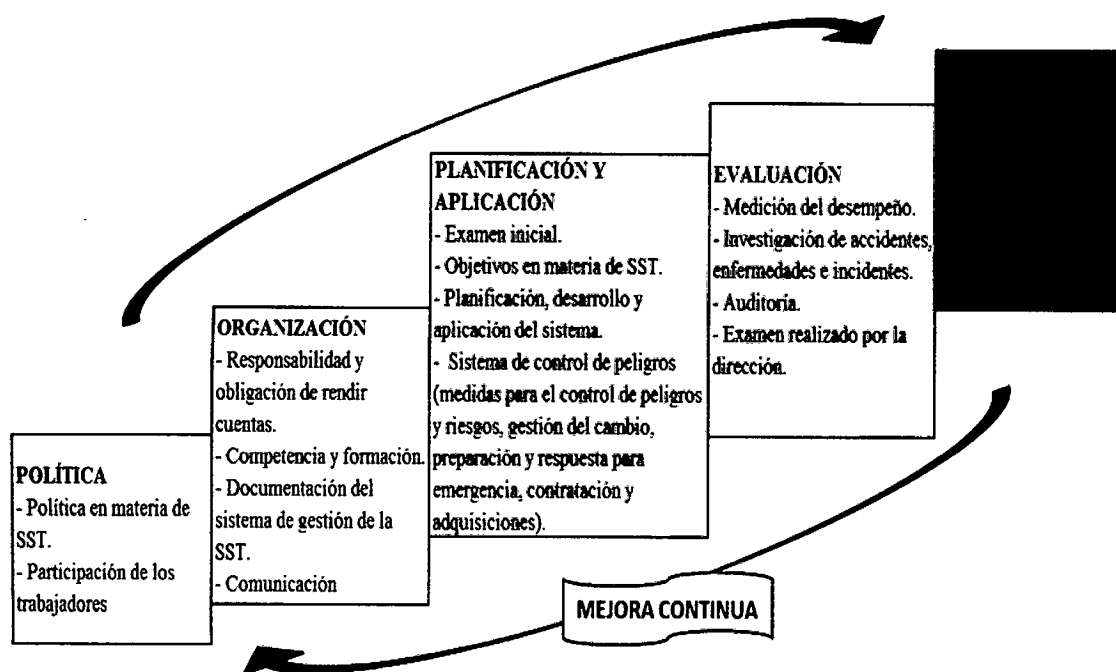 POLÍTICA
- Política en materia de
SST.
- Participación de los
trabajadores
ORGANIZACIÓN
- Responsabilidad y
obligación de rendir
cuentas.
- Competencia y formación.
- Documentación del
sistema de gestión de la
SST.
- Comunicación
PLANIFICACIÓN Y
APLICACIÓN
- Examen inicial.
- Objetivos en materia de SST.
- Planificación, desarrollo y
aplicación del sistema.
- Sistema de control de peligros
(medidas para el control de peligros
y riesgos, gestión del cambio,
preparación y respuesta para
emergencia, contratación y
adquisiciones).
EVALUACIÓN
- Medición del desempeño.
- Investigación de accidentes,
enfermedades e incidentes.
- Auditoría.
- Examen realizado por la
dirección.
MEJORA CONTINUA